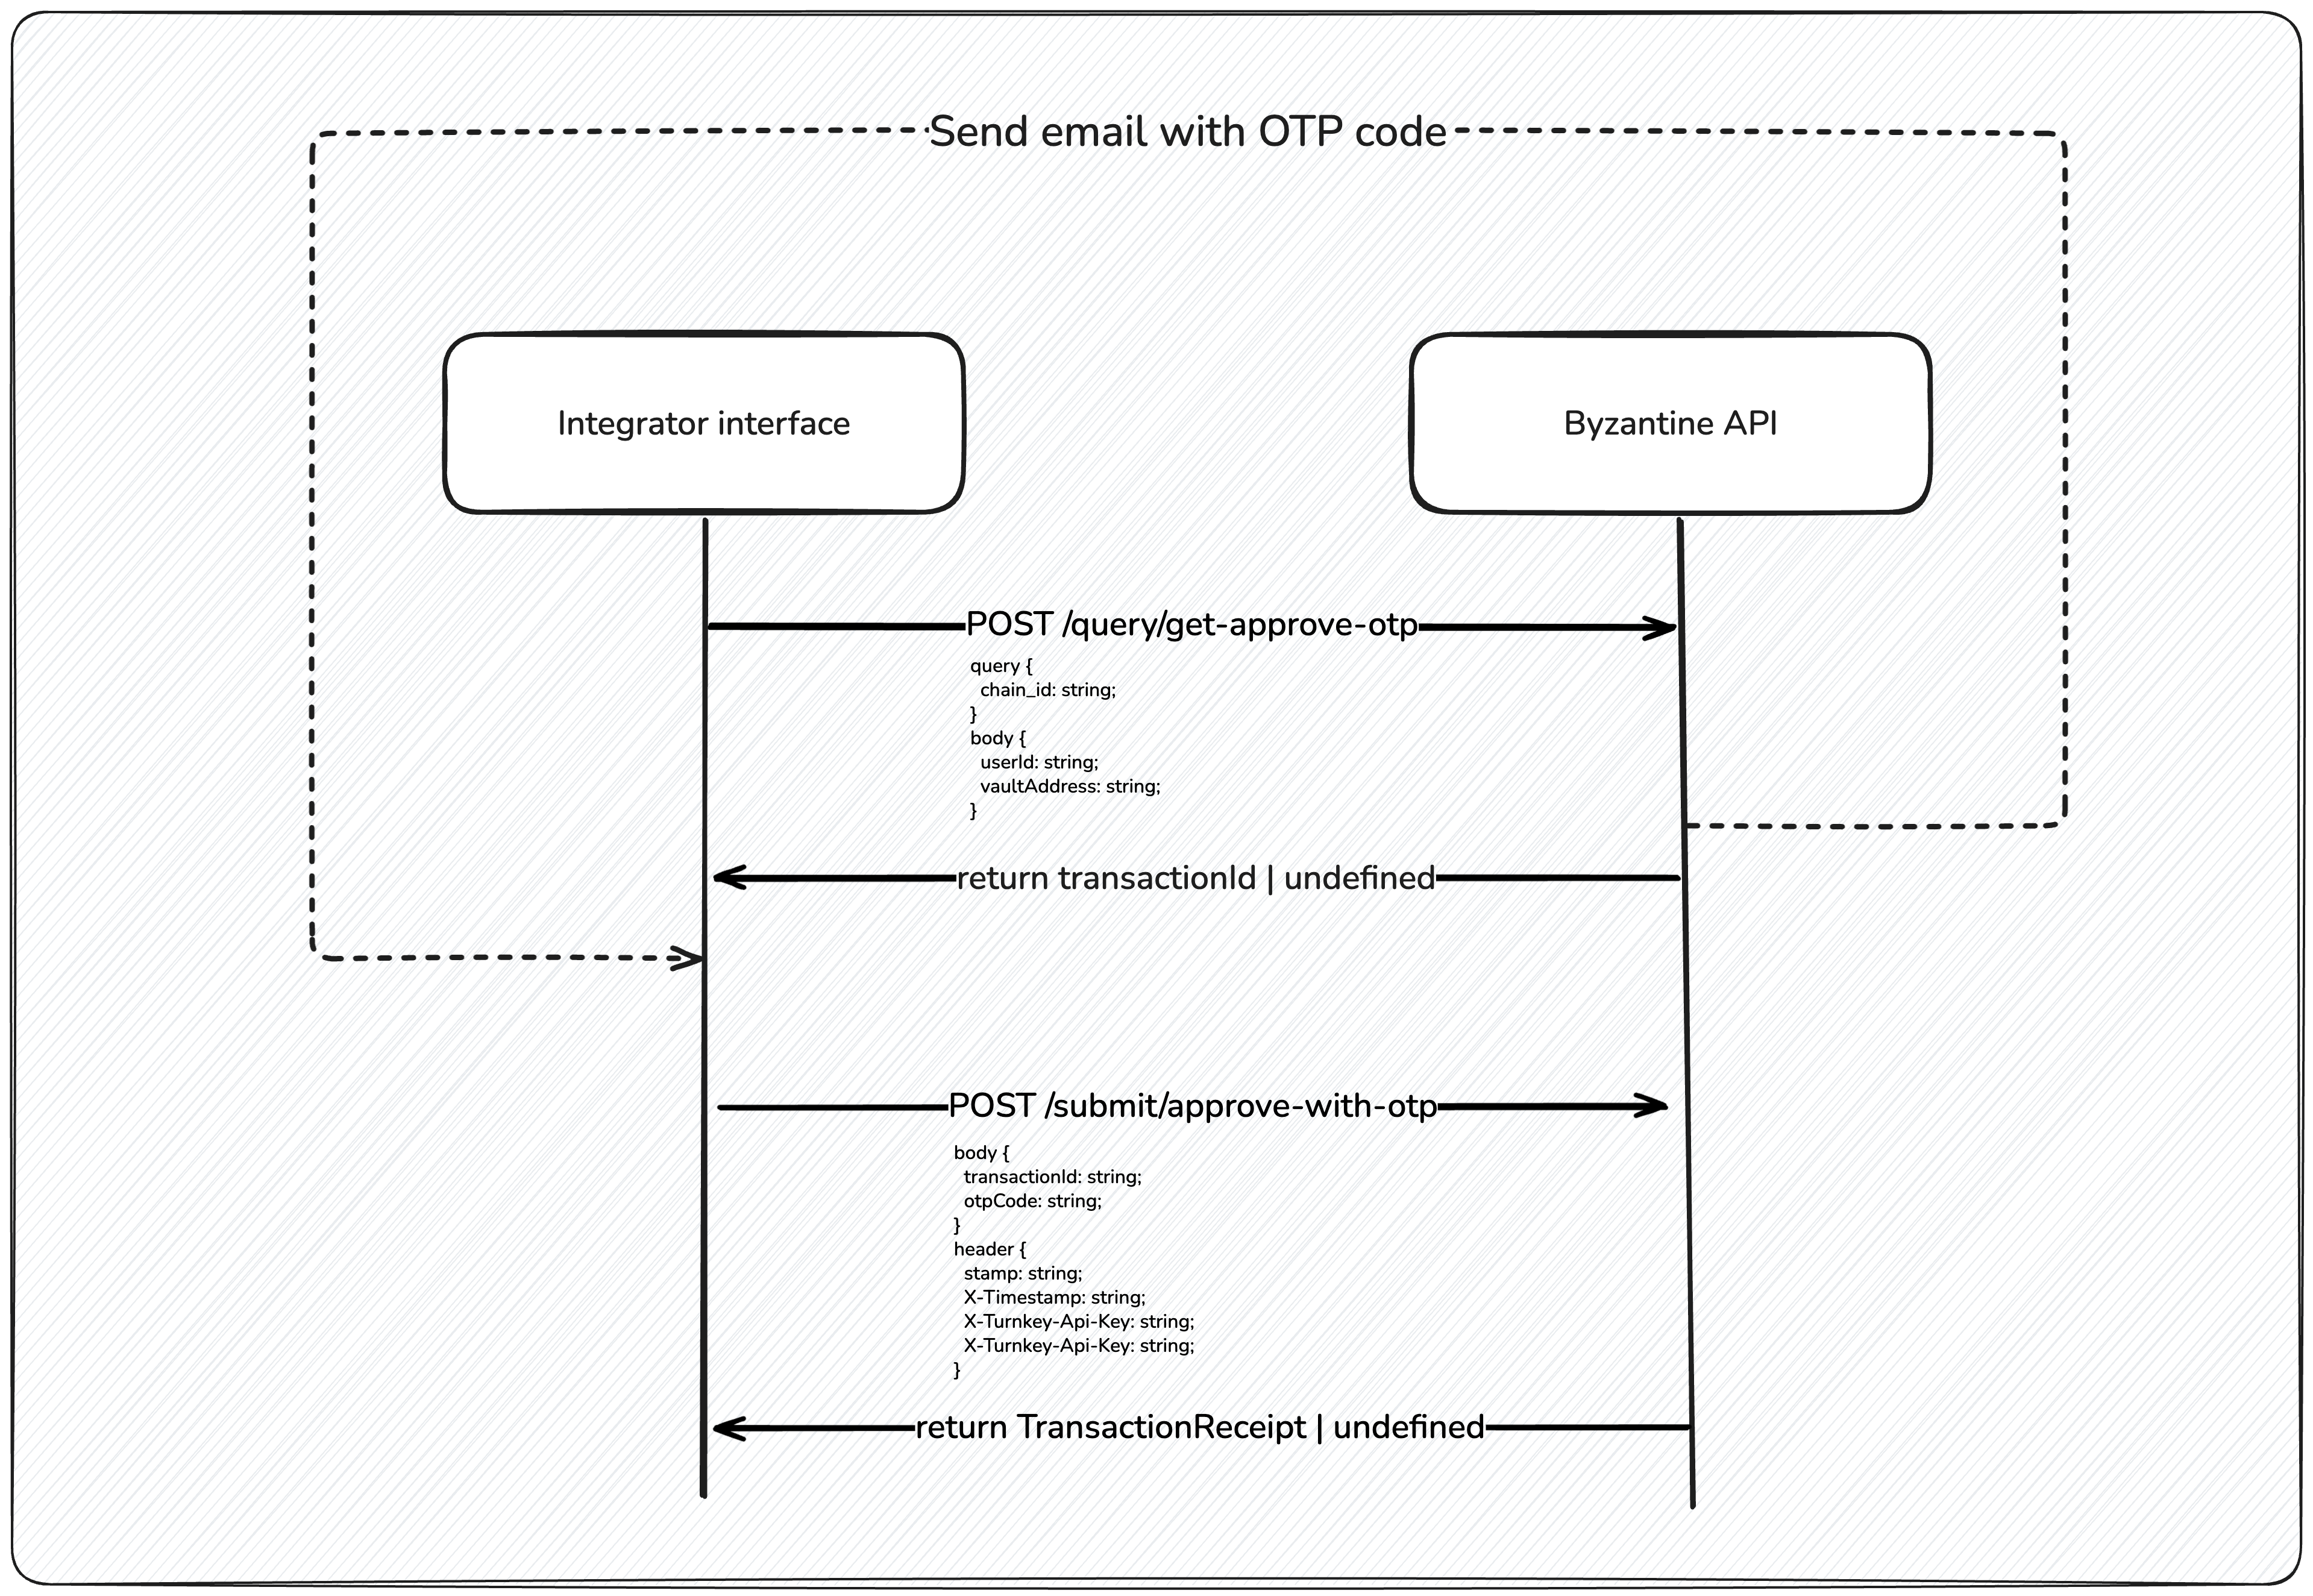 Send email with OTP code
Integrator interface
Byzantine API
POST /query/get-approve-otp
query {
chain_id: string;
}
body {
userId: string;
vaultAddress: string;
}
return transactionId | undefined
POST /submit/approve-with-otp
body {
transactionId: string;
otpCode: string;
}
header {
stamp: string;
X-Timestamp: string;
X-Turnkey-Api-Key: string;
X-Turnkey-Api-Key: string;
}
return TransactionReceipt | undefined